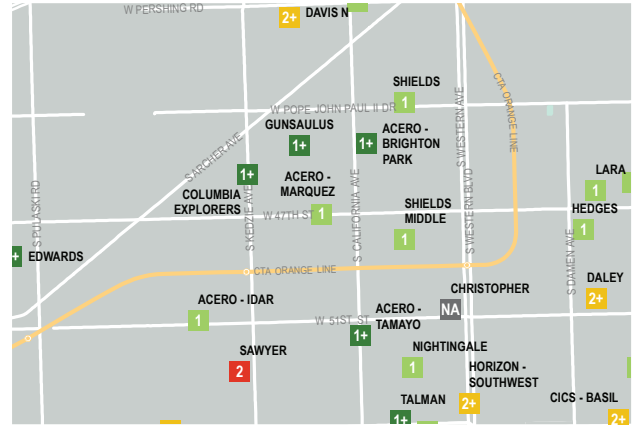 W PERSHING RD
2+
DAVIS N
SHIELDS
1
W POPE JOHN PAUL II DR
CTA ORANGE LINE
S WESTERN AVE
GUNSAULUS
1+
1+
ACERO -
BRIGHTON
PARK
S ARCHER AVE
1+
COLUMBIA
EXPLORERS
ACERO -
MARQUEZ
1
W 47TH ST
S PULASKI RD
S KEDZIE AVE
S CALIFORNIA AVE
S WESTERN BLVD
SHIELDS
MIDDLE
1
LARA
1
HEDGES
1
S DAMEN AVE
+
EDWARDS
CTA ORANGE LINE
DALEY
2+
CHRISTOPHER
NA
ACERO - IDAR
1
ACERO -
TAMAYO
W 51ST ST
1+
SAWYER
2
NIGHTINGALE
1
HORIZON -
SOUTHWEST
2+
TALMAN
1+
CICS - BASIL
2+